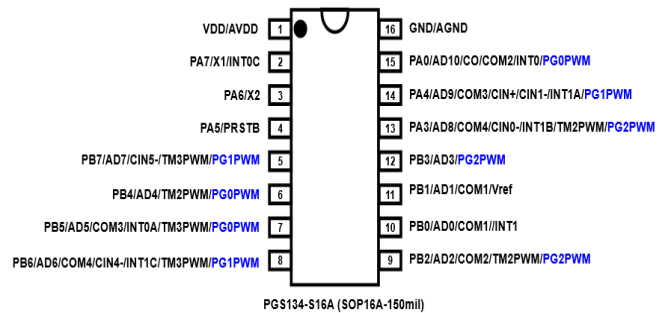 VDD/AVDD 1 16 GND/AGND
PA7/X1/INT0C 2 15 PA0/AD10/CO/COM2/INT0/PG0PWM
PA6/X2 3 14 PA4/AD9/COM3/CIN+/CIN1-/INT1A/PG1PWM
PA5/PRSTB 4 13 PA3/AD8/COM4/CIN0-/INT1B/TM2PWM/PG2PWM
PB7/AD7/CIN5-/TM3PWM/PG1PWM 5 12 PB3/AD3/PG2PWM
PB4/AD4/TM2PWM/PG0PWM 6 11 PB1/AD1/COM1/Vref
PB5/AD5/COM3/INT0A/TM3PWM/PG0PWM 7 10 PB0/AD0/COM1//INT1
PB6/AD6/COM4/CIN4-/INT1C/TM3PWM/PG1PWM 8 9 PB2/AD2/COM2/TM2PWM/PG2PWM
PGS134-S16A (SOP16A-150mil)